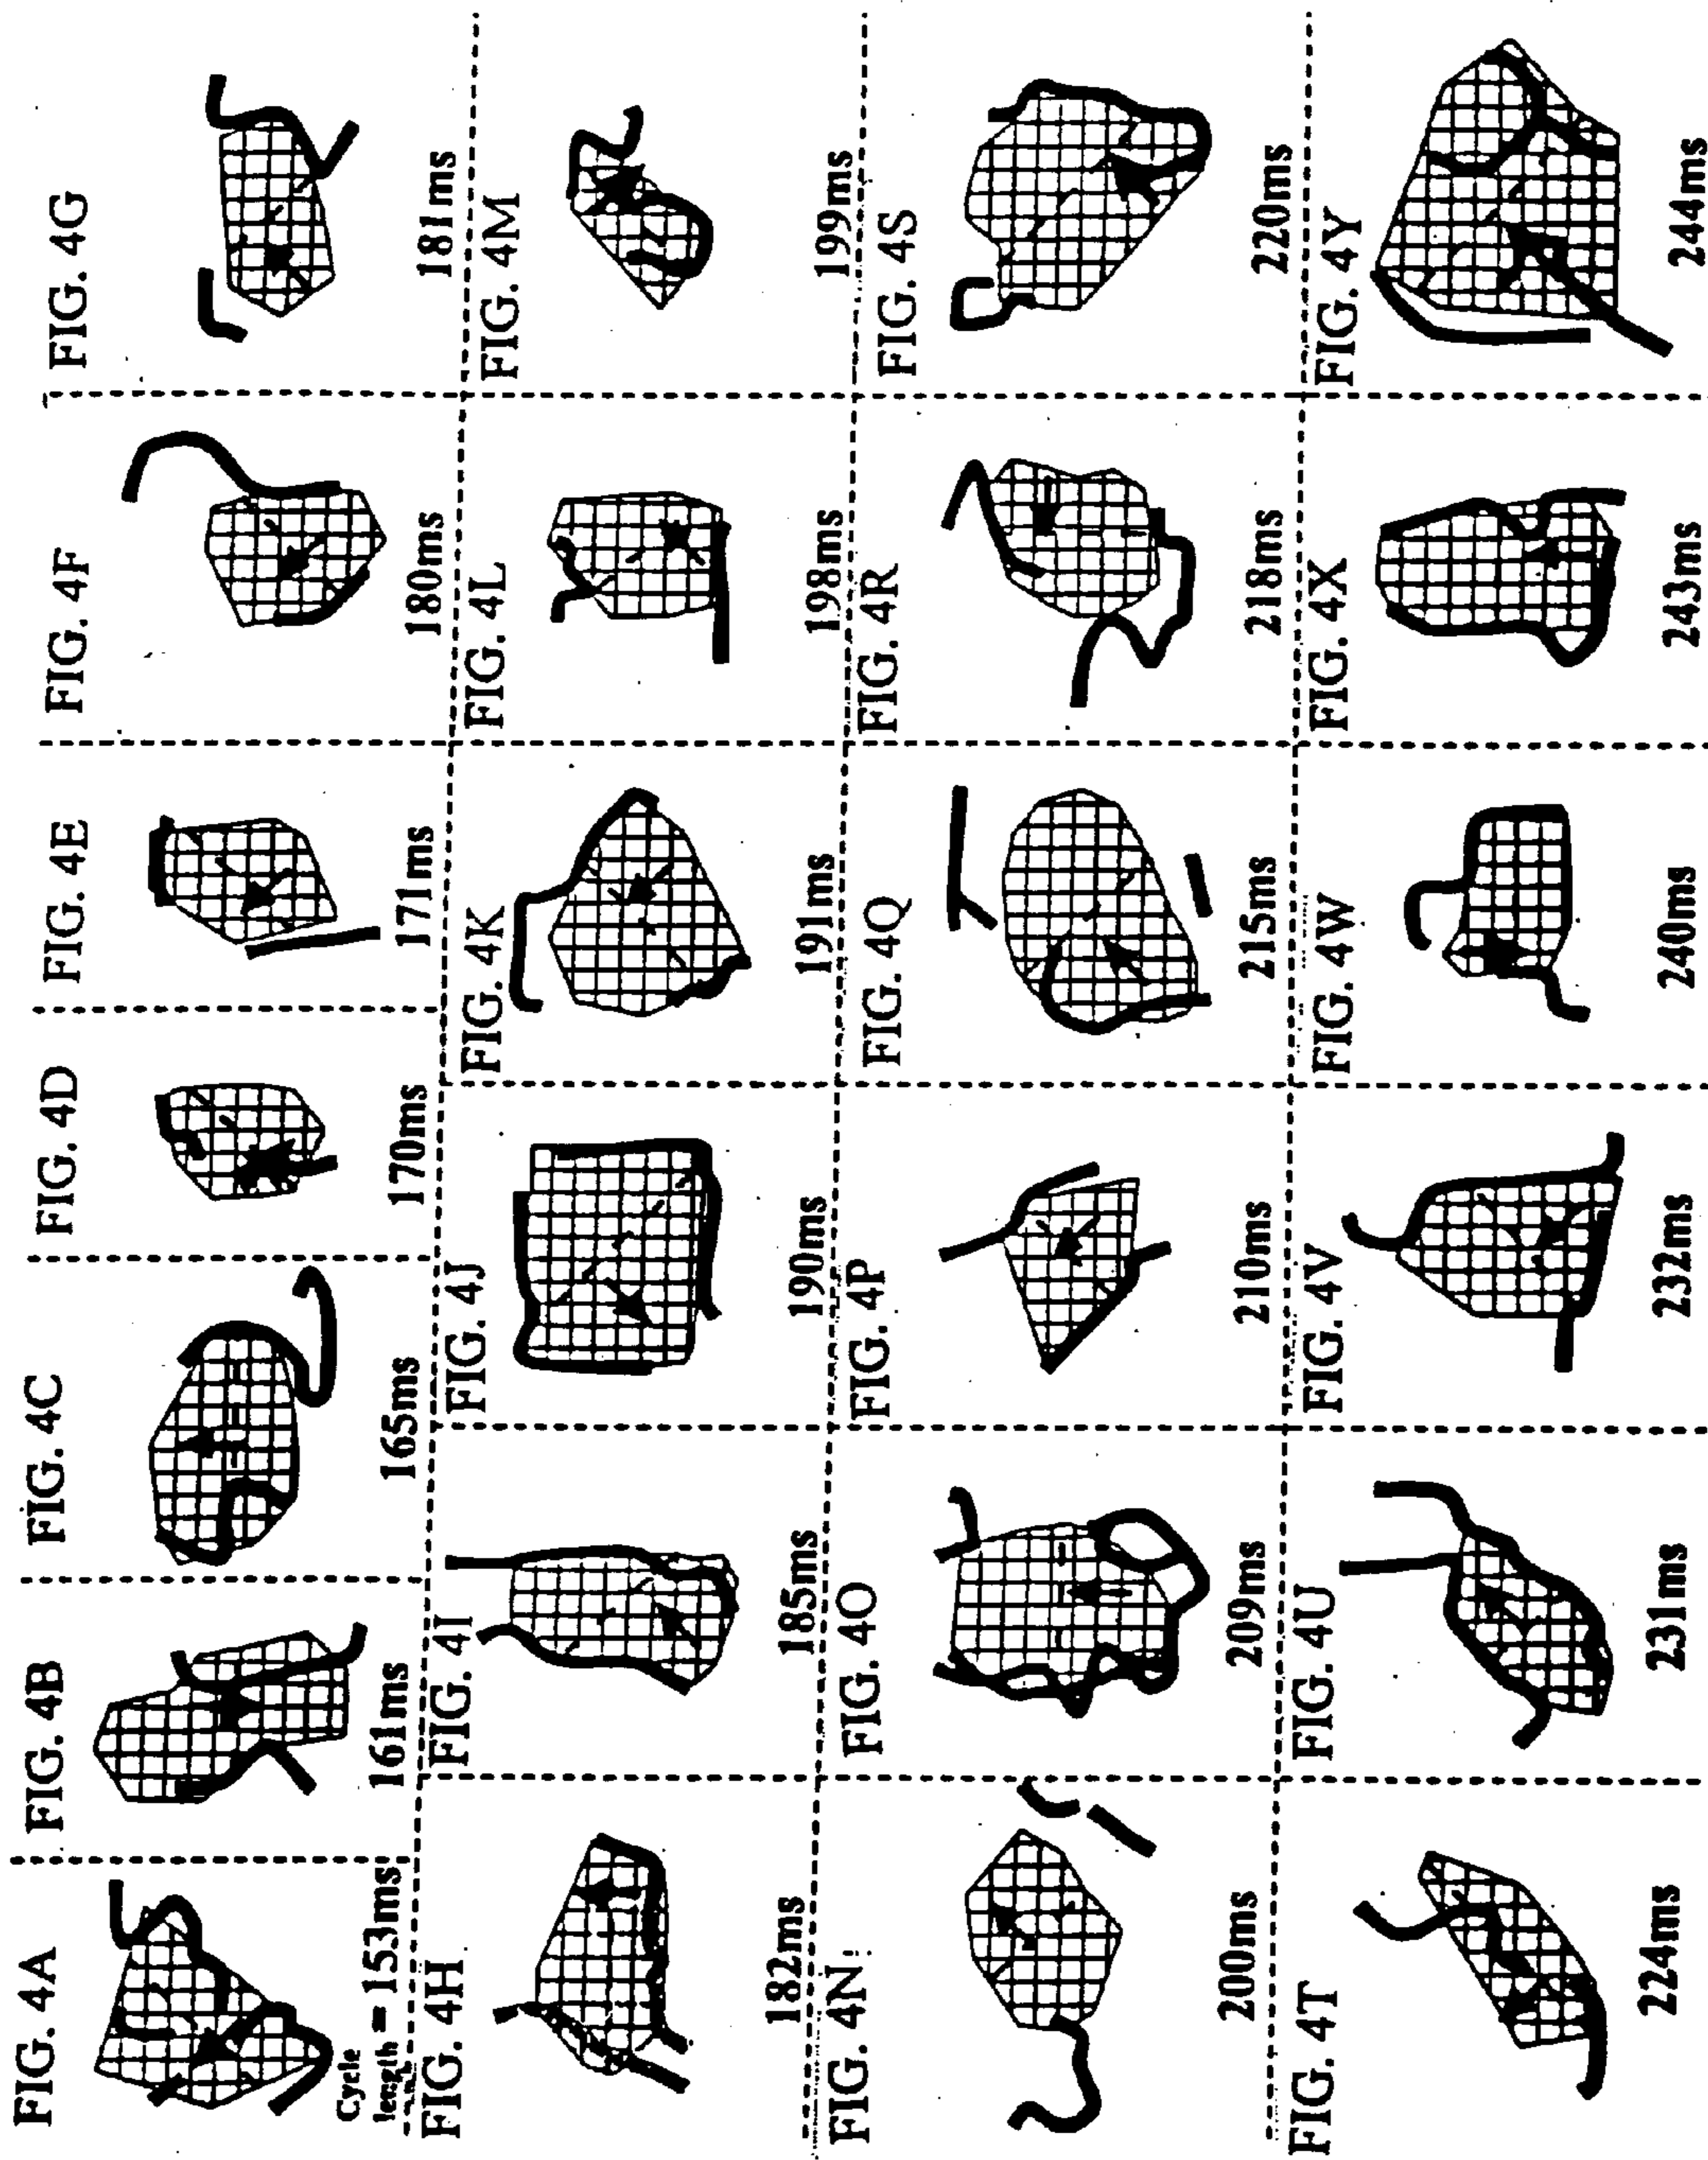 FIG. 4A
Cycle
length = 153ms
FIG. 4B
161ms
FIG. 4C
165ms
FIG. 4D
170ms
FIG. 4E
171ms
FIG. 4F
180ms
FIG. 4G
181ms
FIG. 4H
182ms
FIG. 4I
185ms
FIG. 4J
190ms
FIG. 4K
191ms
FIG. 4L
198ms
FIG. 4M
199ms
FIG. 4N
200ms
FIG. 4O
209ms
FIG. 4P
210ms
FIG. 4Q
215ms
FIG. 4R
218ms
FIG. 4S
220ms
FIG. 4T
224ms
FIG. 4U
231ms
FIG. 4V
232ms
FIG. 4W
240ms
FIG. 4X
243ms
FIG. 4Y
244ms